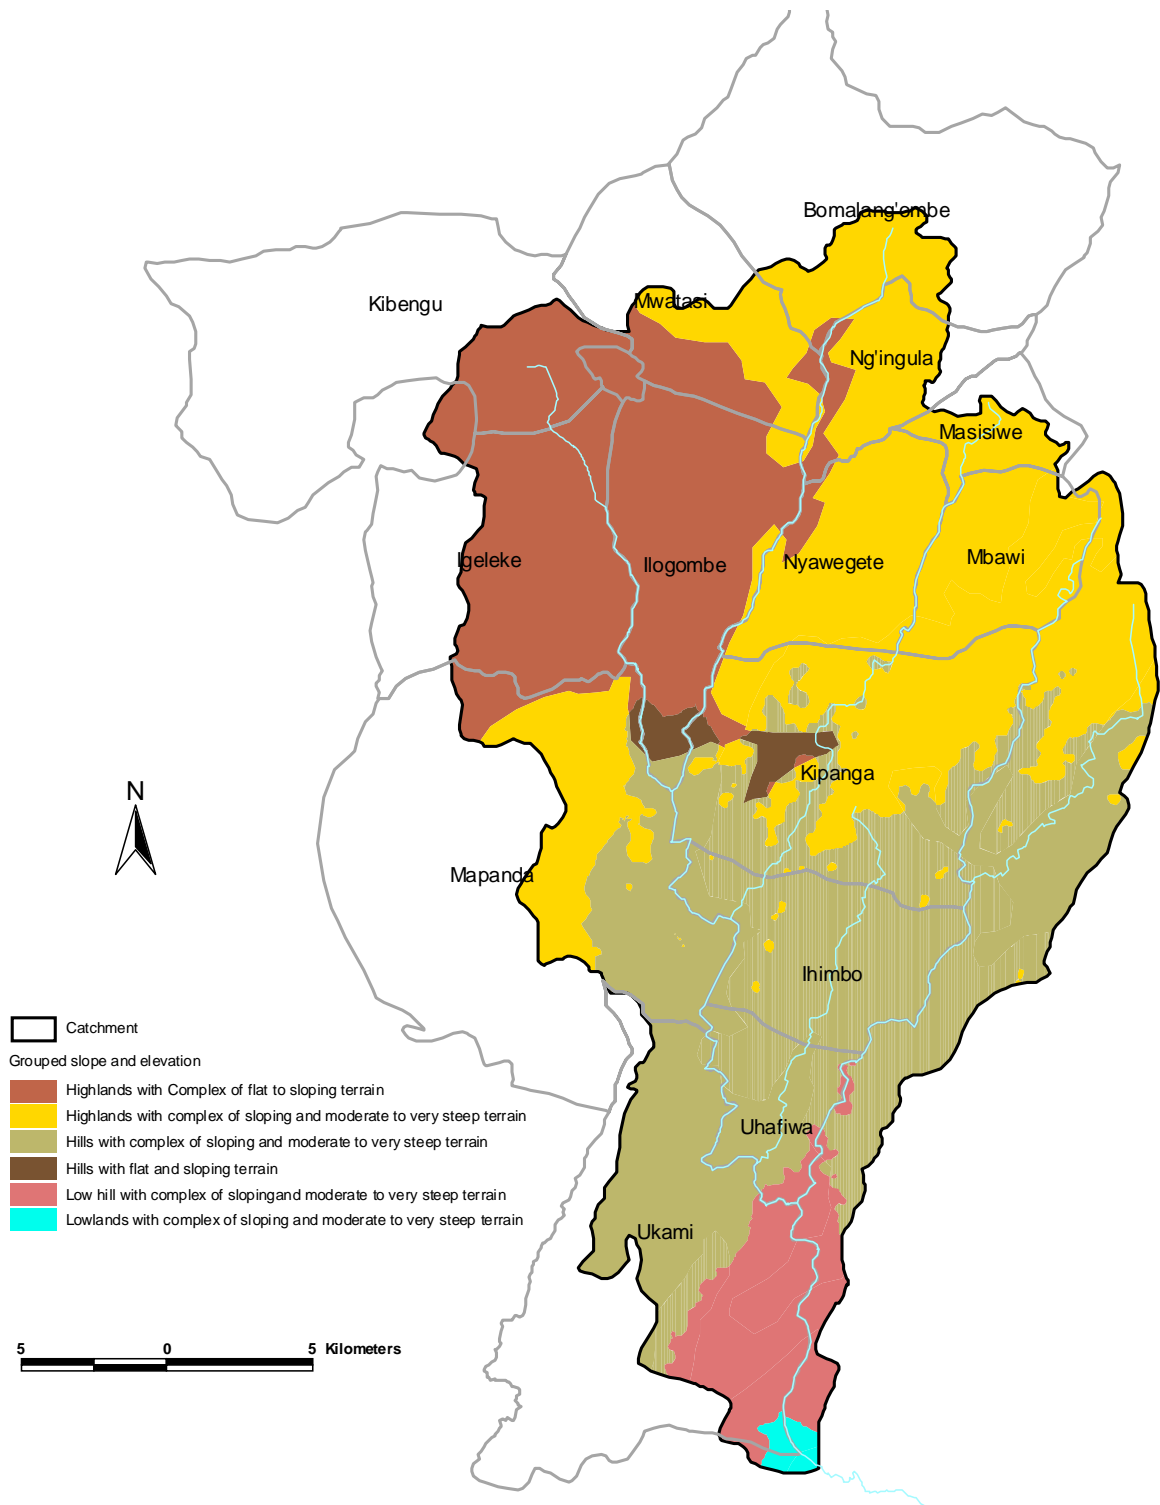 Bomalang'ombe
Mwatasi
Kibengu
Ng'ingula
Masisiwe
Igeleke
Ilogombe
Nyawegete
Mbawi
Kipanga
N
Mapanda
Ihimbo
Catchment
Grouped slope and elevation
Highlands with Complex of flat to sloping terrain
Highlands with complex of sloping and moderate to very steep terrain
Hills with complex of sloping and moderate to very steep terrain
Hills with flat and sloping terrain
Low hill with complex of slopingand moderate to very steep terrain
Lowlands with complex of sloping and moderate to very steep terrain
Uhafiwa
Ukami
5 0 5 Kilometers